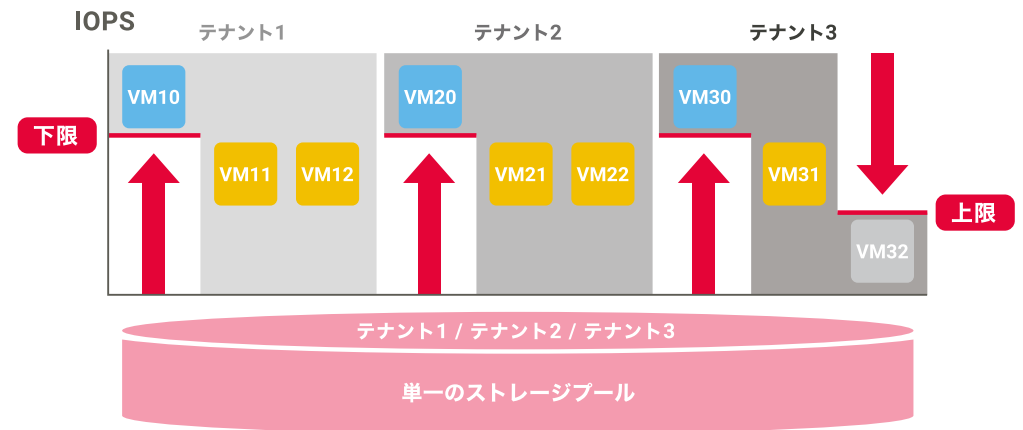 IOPS
テナント1
テナント2
テナント3
VM10
VM20
VM30
下限
VM11
VM12
VM21
VM22
VM31
上限
VM32
テナント1 / テナント2 / テナント3
単一のストレージプール